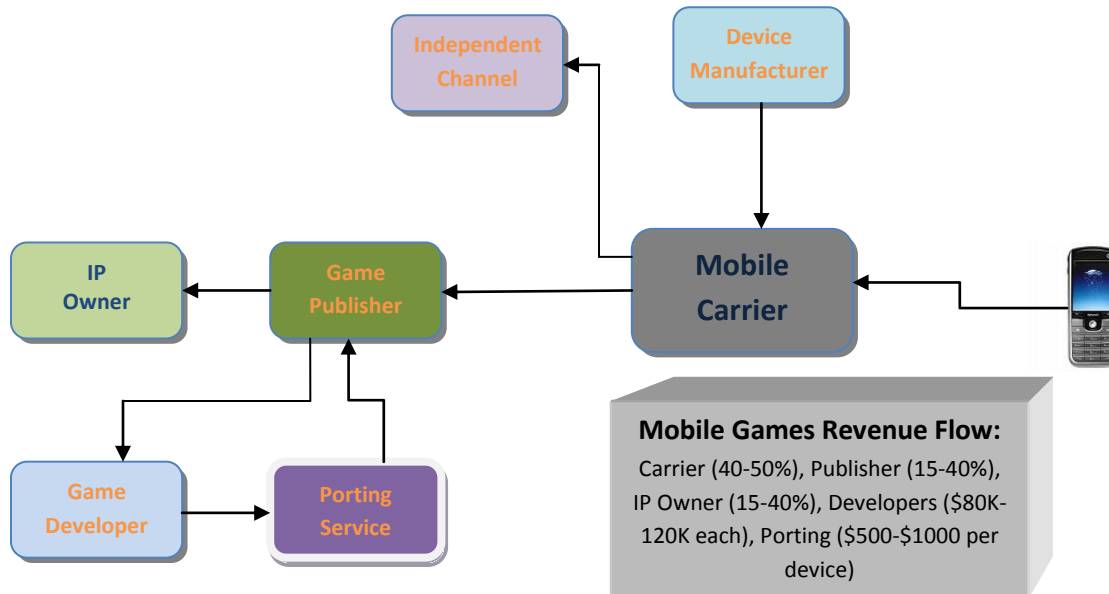 Independent
Channel
Device
Manufacturer
IP
Owner
Game
Publisher
Mobile
Carrier
Game
Developer
Porting
Service
Mobile Games Revenue Flow:
Carrier (40-50%), Publisher (15-40%),
IP Owner (15-40%), Developers ($80K-
120K each), Porting ($500-$1000 per
device)